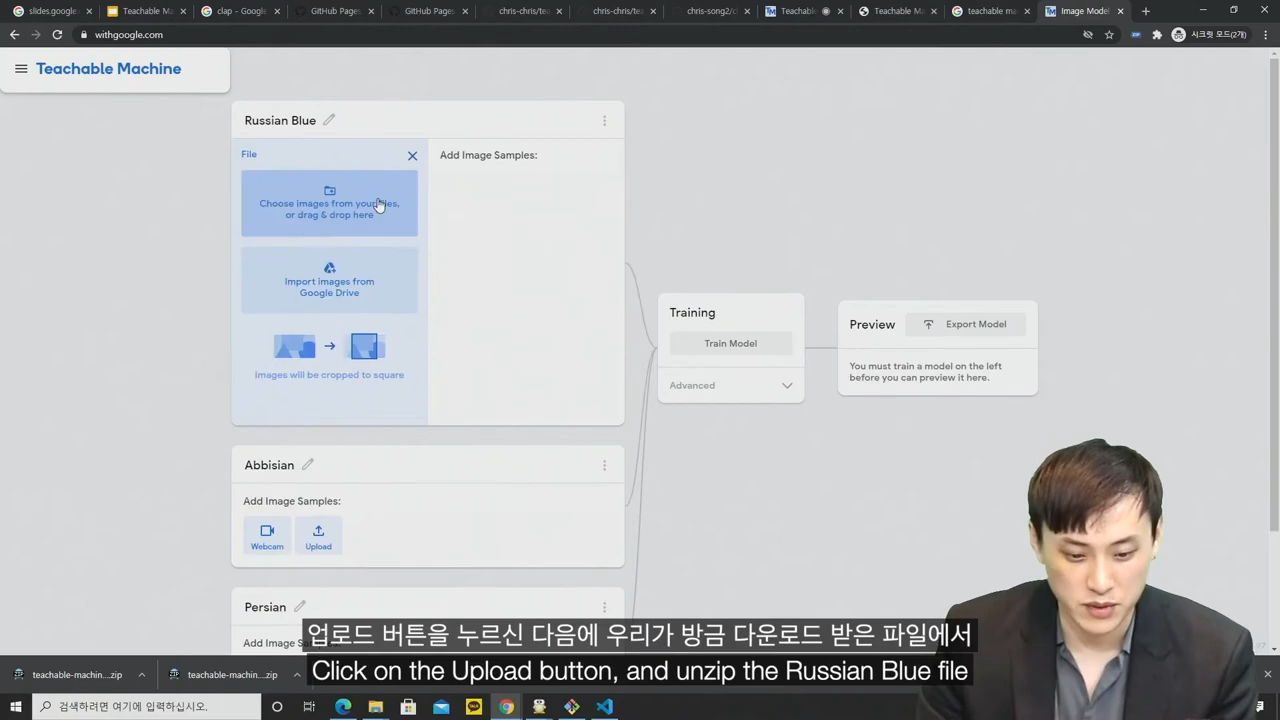 slides.google.
Teachable M
clap - Google
GitHub Pages
GitHub Pages
chris-chris/tea
chris-chris/tea
chris-song2/c
Teachable
Teachable M
teachable ma
Image Model
withgoogle.com
시크릿 모드(2개)
Teachable Machine
Russian Blue
File
Add Image Samples:
Choose images from your files,
or drag & drop here
Import images from
Google Drive
Images will be cropped to square
Training
Train Model
Advanced
Preview
Export Model
You must train a model on the left
before you can preview it here.
Abbisian
Add Image Samples:
Webcam
Upload
Persian
Add Image Samples:
업로드 버튼을 누르신 다음에 우리가 방금 다운로드 받은 파일에서
Click on the Upload button, and unzip the Russian Blue file
teachable-machin....zip
teachable-machin....zip
검색하려면 여기에 입력하십시오.
TALK